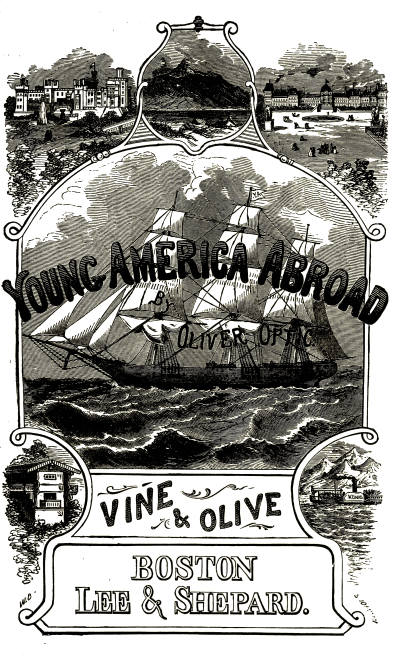 YOUNG AMERICA ABROAD
BY
OLIVER OPTIC
VINE
& OLIVE
BOSTON
LEE & SHEPARD.